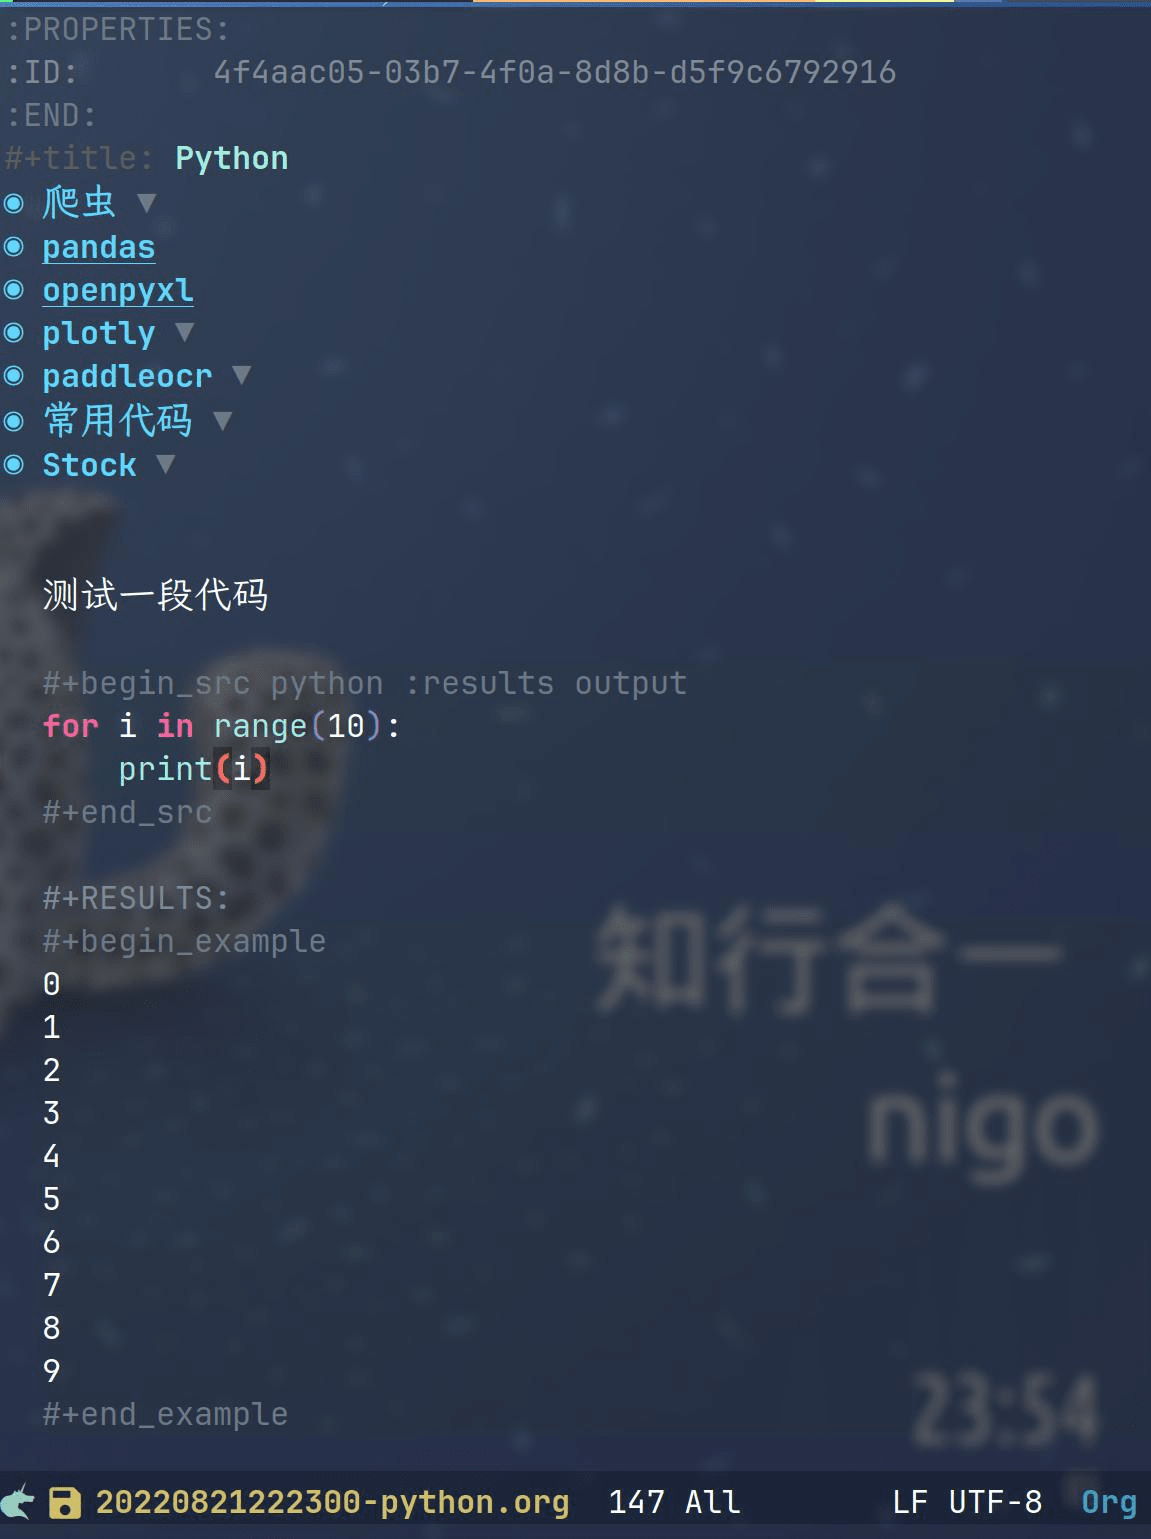 :PROPERTIES:
:ID:       4f4aac05-03b7-4f0a-8d8b-d5f9c6792916
:END:
#+title: Python
◉ 爬虫 ▼
◉ pandas
◉ openpyxl
◉ plotly ▼
◉ paddleocr ▼
◉ 常用代码 ▼
◉ Stock ▼
测试一段代码
#+begin_src python :results output
for i in range(10):
    print(i)
#+end_src
#+RESULTS:
#+begin_example
0
1
2
3
4
5
6
7
8
9
#+end_example
知行合一
nigo
23:54
20220821222300-python.org  147 All  LF UTF-8  Org